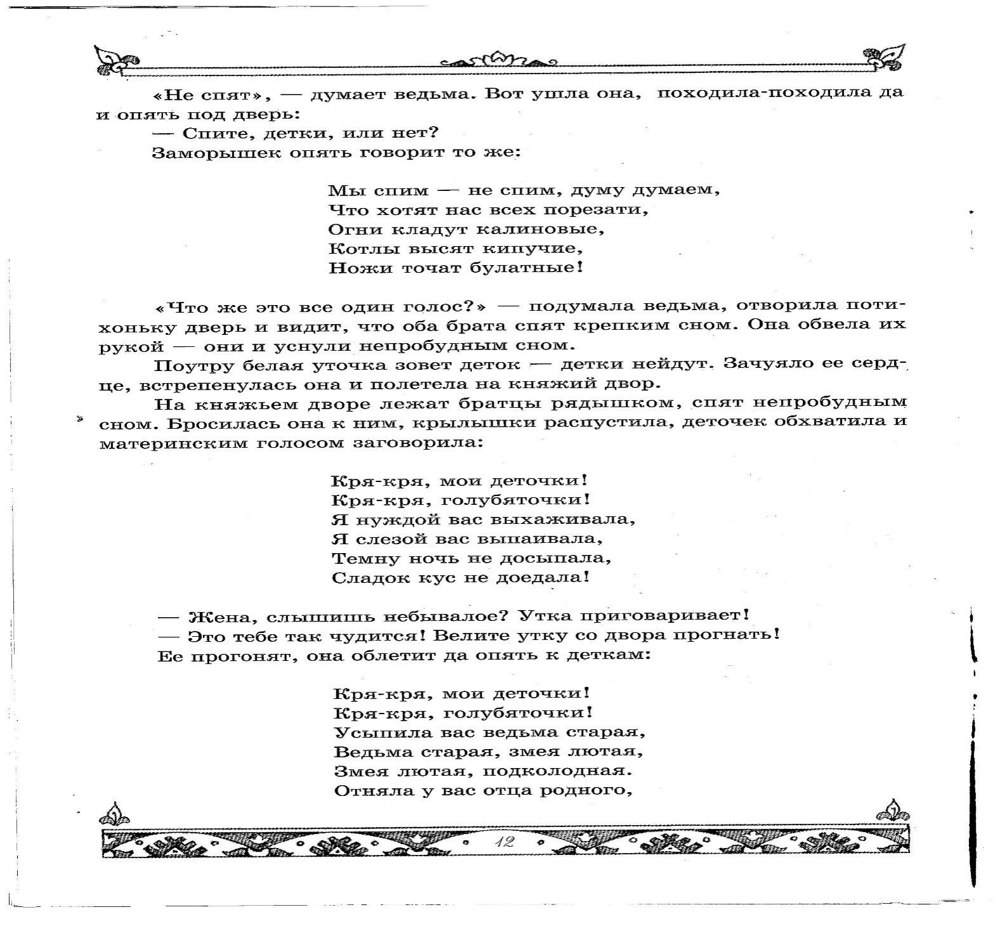 «Не спят», — думает ведьма. Вот ушла она, походила-походила да
и опять под дверь:
— Спите, детки, или нет?
Заморышек опять говорит то же:
Мы спим — не спим, думу думаем,
Что хотят нас всех порезати,
Огни кладут калиновые,
Котлы высят кипучие,
Ножи точат булатные!
«Что же это все один голос?» — подумала ведьма, отворила поти-
хоньку дверь и видит, что оба брата спят крепким сном. Она обвела их
рукой — они и уснули непробудным сном.
Поутру белая уточка зовет деток — детки нейдут. Зачуяло ее серд-
це, встрепенулась она и полетела на княжий двор.
На княжьем дворе лежат братцы рядышком, спят непробудным
сном. Бросилась она к ним, крылышки распустила, деточек обхватила и
материнским голосом заговорила:
Кря-кря, мои деточки!
Кря-кря, голубяточки!
Я нуждой вас выхаживала,
Я слезой вас выпаивала,
Темну ночь не досыпала,
Сладок кус не доедала!
— Жена, слышишь небывалое? Утка приговаривает!
— Это тебе так чудится! Велите утку со двора прогнать!
Ее прогонят, она облетит да опять к деткам:
Кря-кря, мои деточки!
Кря-кря, голубяточки!
Усыпила вас ведьма старая,
Ведьма старая, змея лютая,
Змея лютая, подколодная.
Отняла у вас отца родного,
12